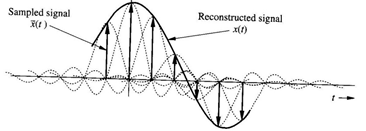 Sampled signal
x̄(t)
Reconstructed signal
x(t)
t